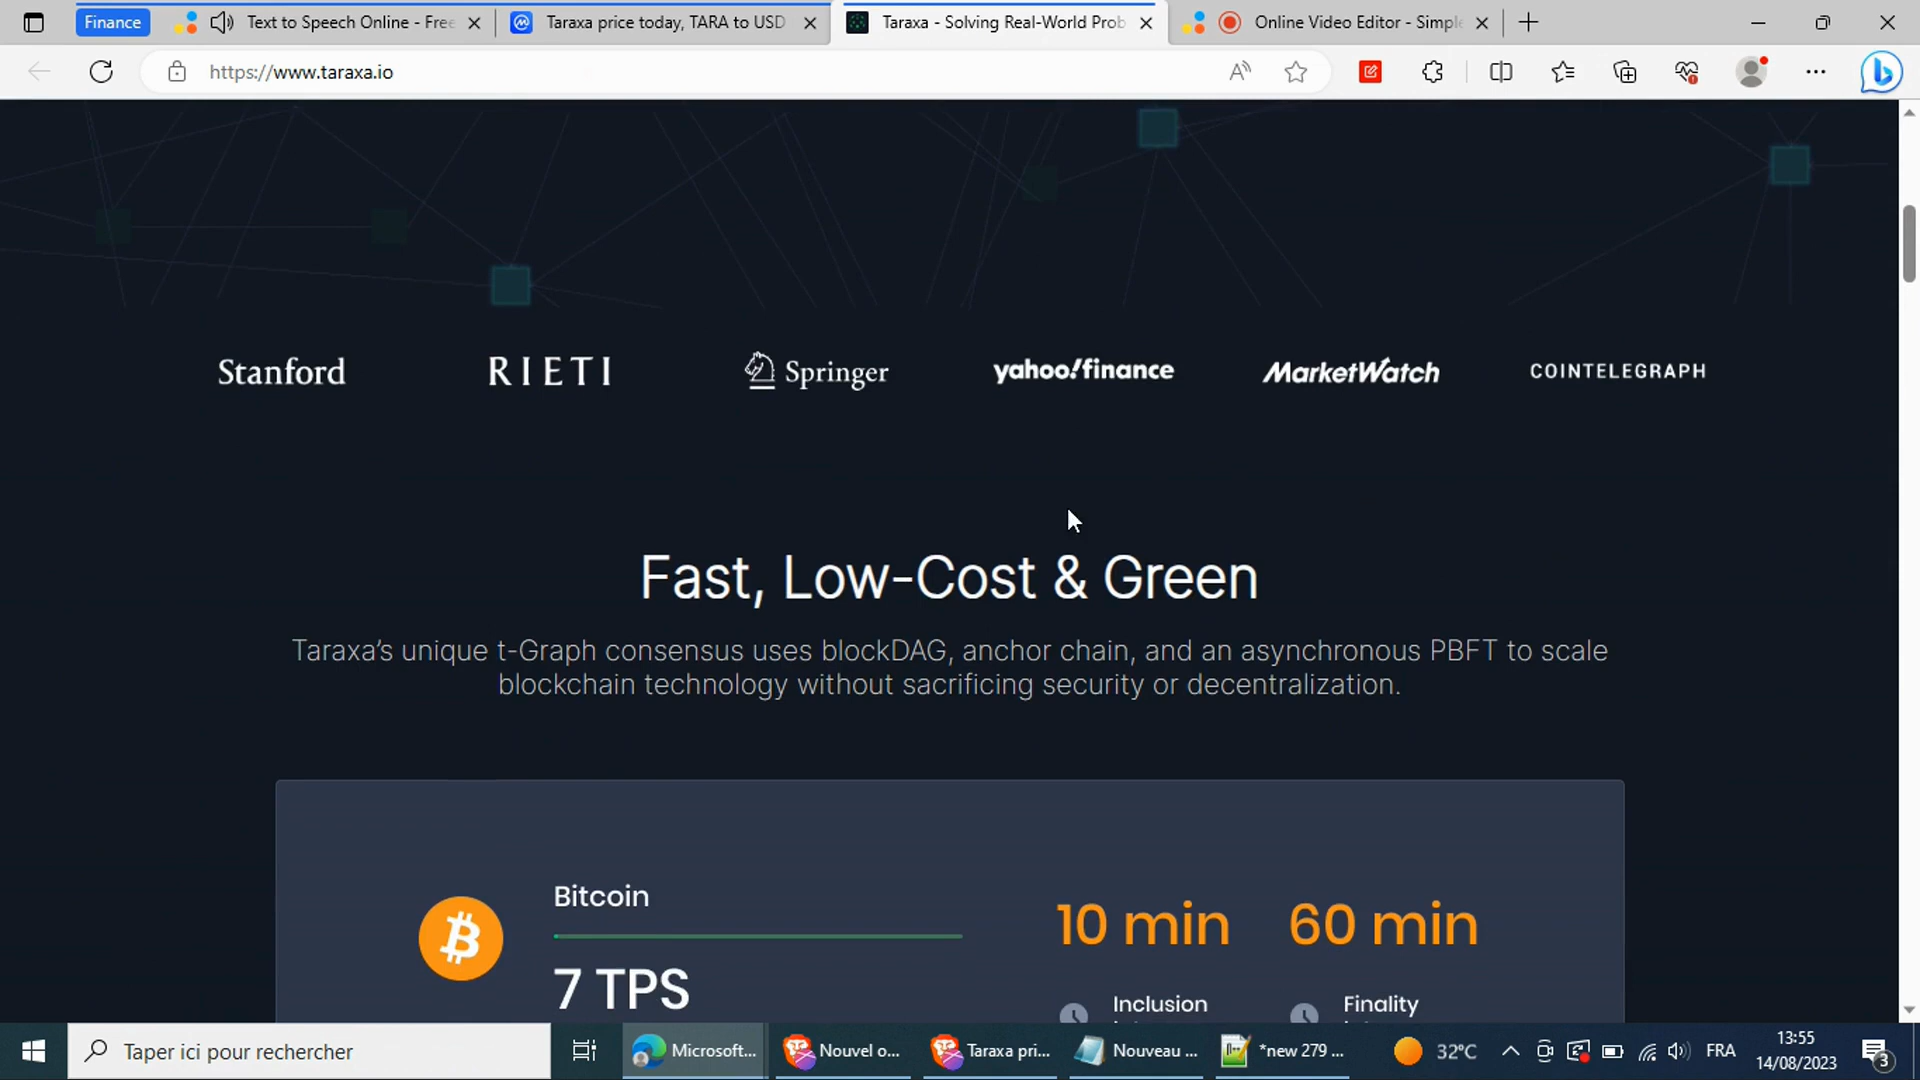 Finance
Text to Speech Online - Free
Taraxa price today, TARA to USD
Taraxa - Solving Real-World Prob
Online Video Editor - Simple
https://www.taraxa.io
Stanford
RIETI
Springer
yahoo!finance
MarketWatch
COINTELEGRAPH
Fast, Low-Cost & Green
Taraxa’s unique t-Graph consensus uses blockDAG, anchor chain, and an asynchronous PBFT to scale
blockchain technology without sacrificing security or decentralization.
Bitcoin
10 min
60 min
7 TPS
Inclusion
Finality
Taper ici pour rechercher
Microsoft...
Nouvel o...
Taraxa pri...
Nouveau ...
*new 279 ...
32°C
FRA
13:55
14/08/2023
3